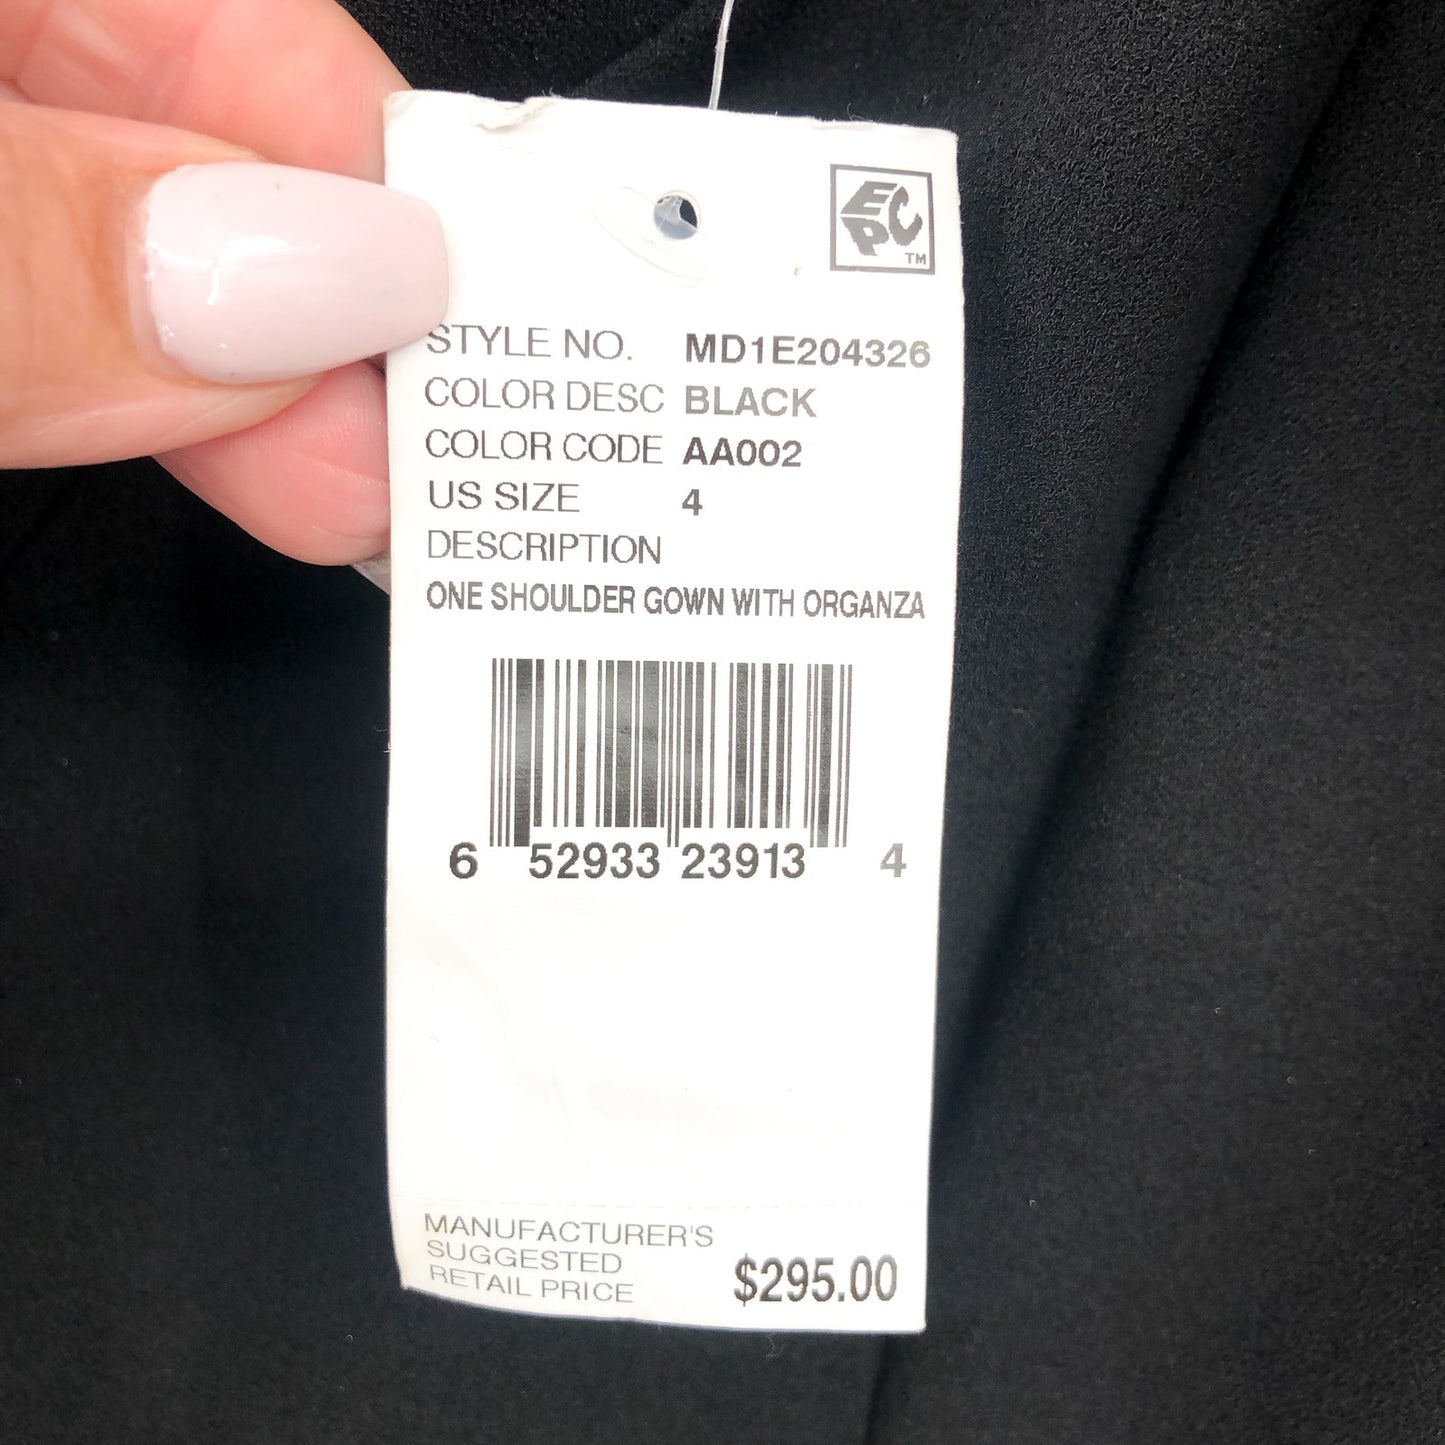 EPC
TM
STYLE NO. MD1E204326
COLOR DESC BLACK
COLOR CODE AA002
US SIZE 4
DESCRIPTION
ONE SHOULDER GOWN WITH ORGANZA
6 52933 23913 4
MANUFACTURER'S
SUGGESTED
RETAIL PRICE $295.00